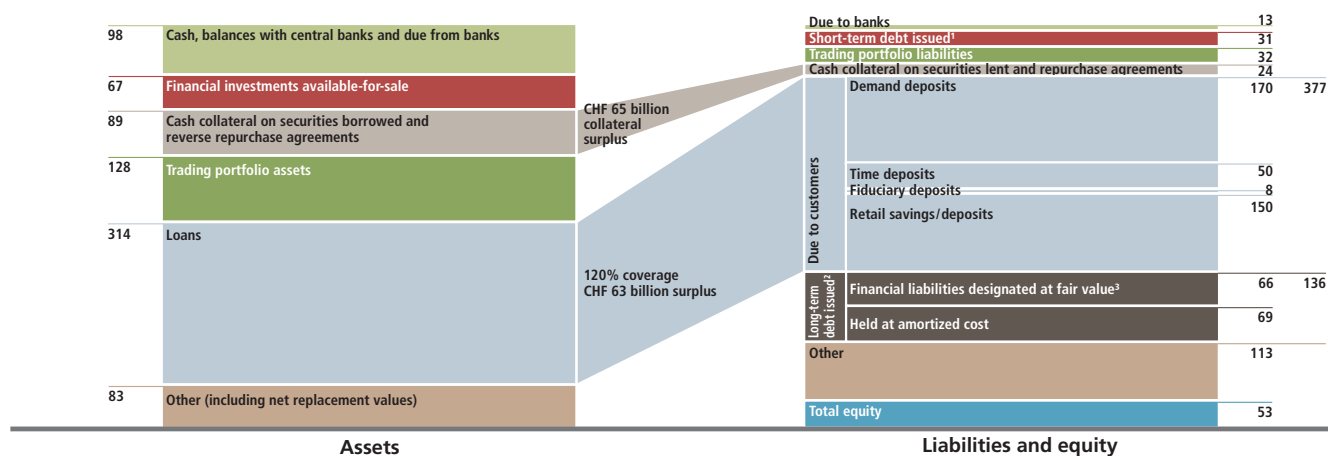 98
Cash, balances with central banks and due from banks
67
Financial investments available-for-sale
89
Cash collateral on securities borrowed and
reverse repurchase agreements
128
Trading portfolio assets
314
Loans
83
Other (including net replacement values)
CHF 65 billion
collateral
surplus
120% coverage
CHF 63 billion surplus
Due to banks
13
Short-term debt issued¹
31
Trading portfolio liabilities
32
Cash collateral on securities lent and repurchase agreements
24
Due to customers
Demand deposits
170
377
Time deposits
50
Fiduciary deposits
8
Retail savings/deposits
150
Long-term
debt issued²
Financial liabilities designated at fair value³
66
136
Held at amortized cost
69
Other
113
Total equity
53
Assets
Liabilities and equity